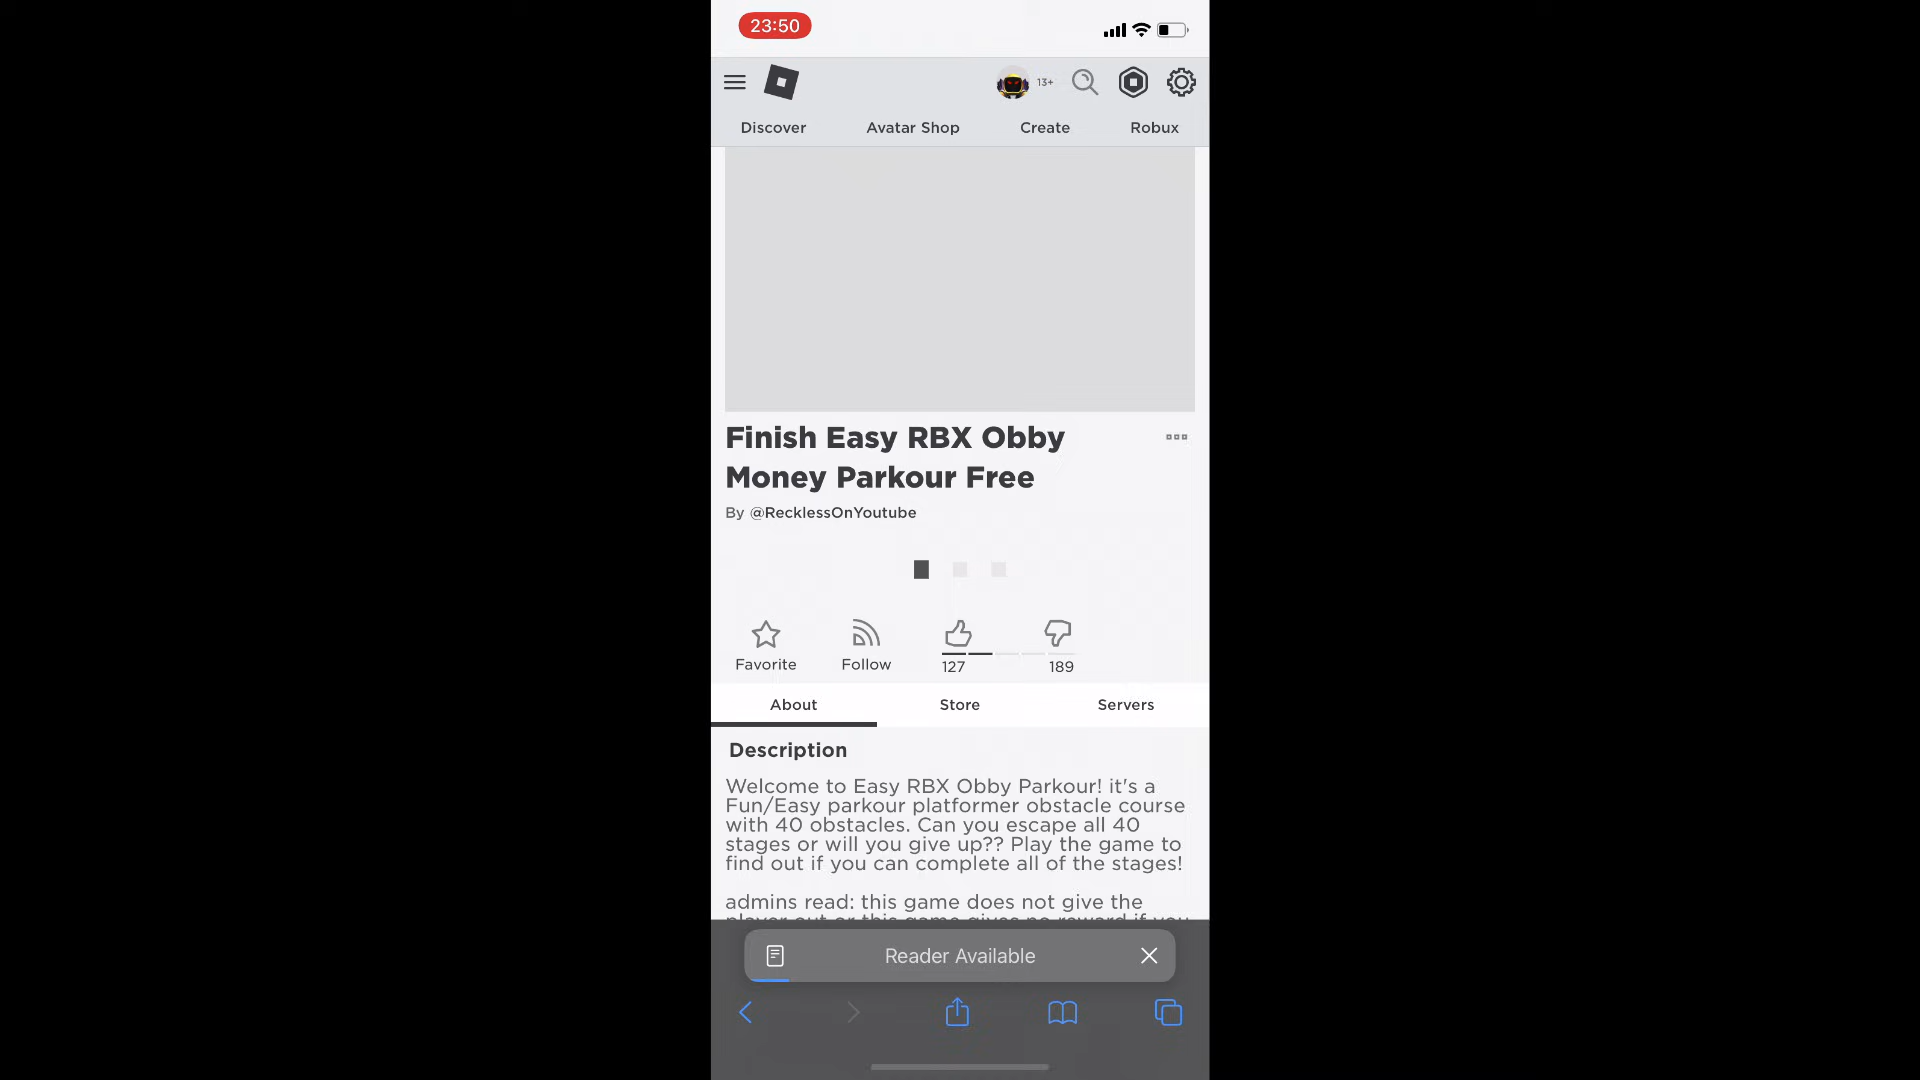 23:50
13+
Discover Avatar Shop Create Robux
Finish Easy RBX Obby
Money Parkour Free
By @RecklessOnYoutube
Favorite Follow 127 189
About Store Servers
Description
Welcome to Easy RBX Obby Parkour! it's a
Fun/Easy parkour platformer obstacle course
with 40 obstacles. Can you escape all 40
stages or will you give up?? Play the game to
find out if you can complete all of the stages!
admins read: this game does not give the
player out or this game gives no reward if you
Reader Available